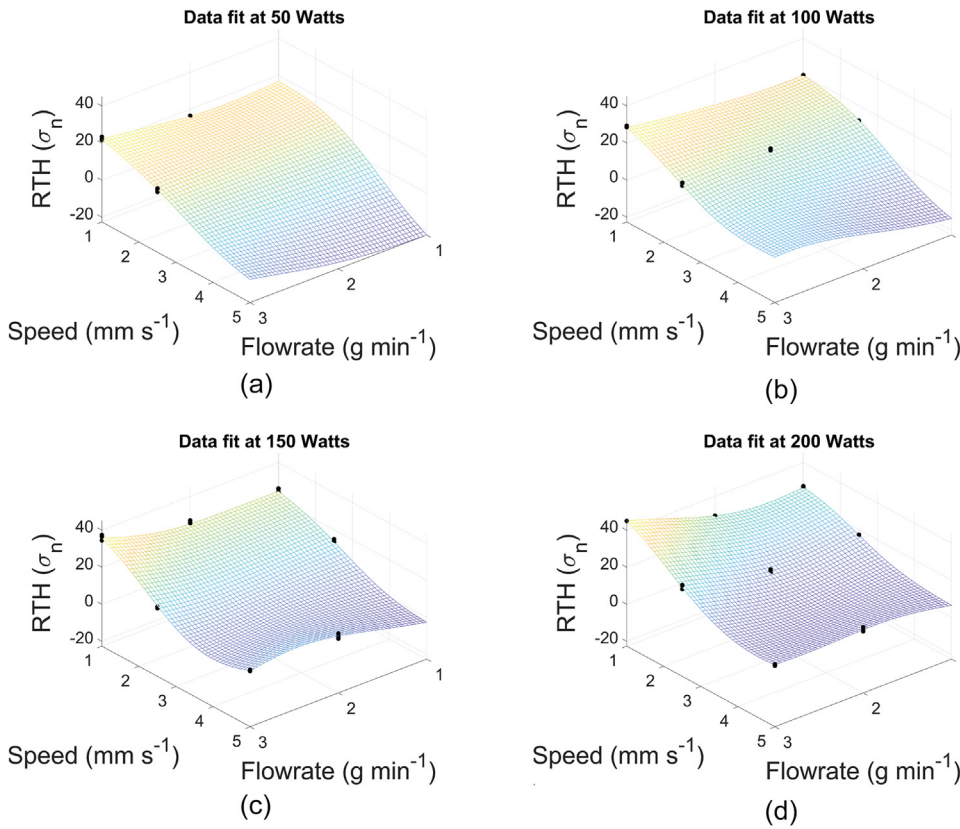 Data fit at 50 Watts
40
20
0
-20
RTH (σn)
1
2
3
4
5
3
2
1
Speed (mm s-1)
Flowrate (g min-1)
(a)
Data fit at 100 Watts
40
20
0
-20
RTH (σn)
1
2
3
4
5
3
2
Speed (mm s-1)
Flowrate (g min-1)
(b)
Data fit at 150 Watts
40
20
0
-20
RTH (σn)
1
2
3
4
5
3
2
1
Speed (mm s-1)
Flowrate (g min-1)
(c)
Data fit at 200 Watts
40
20
0
-20
RTH (σn)
1
2
3
4
5
3
2
Speed (mm s-1)
Flowrate (g min-1)
(d)